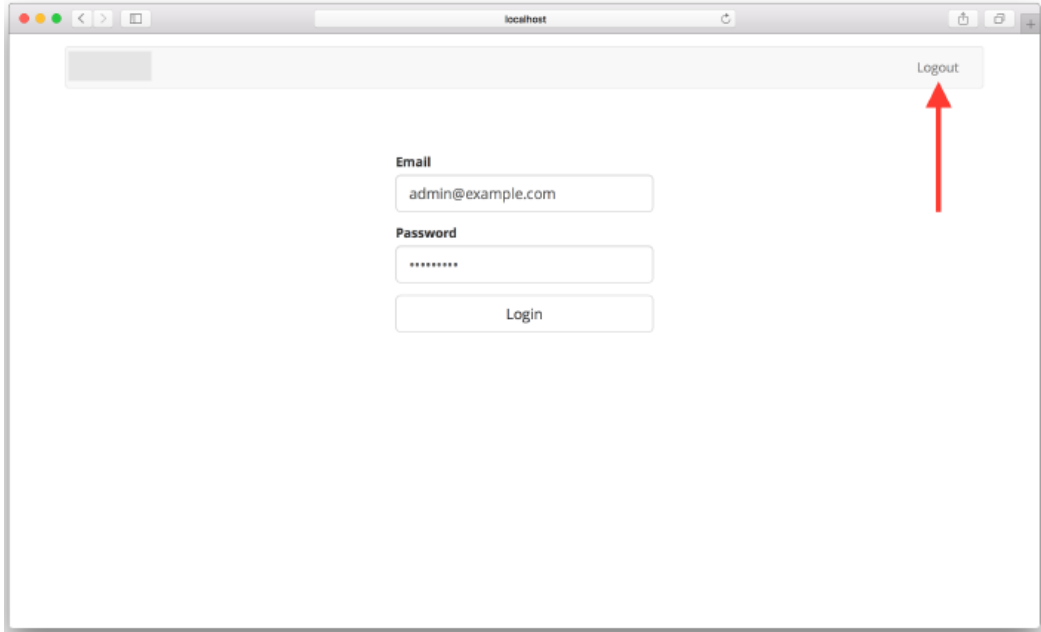 localhost
Logout
Email
admin@example.com
Password
•••••••••
Login